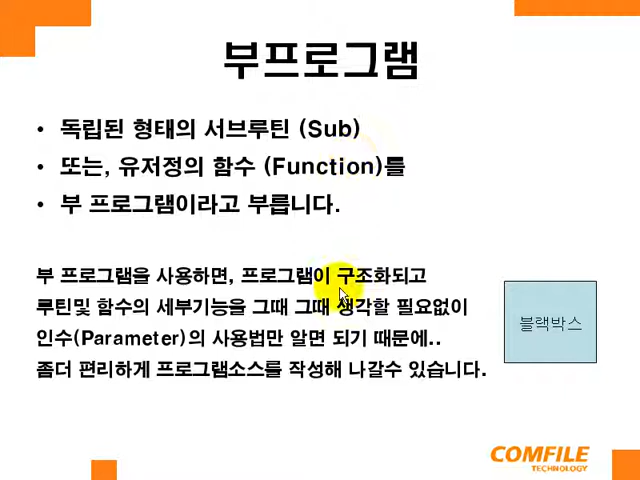 부프로그램
• 독립된 형태의 서브루틴 (Sub)
• 또는, 유저정의 함수 (Function)를
• 부 프로그램이라고 부릅니다.
부 프로그램을 사용하면, 프로그램이 구조화되고
루틴및 함수의 세부기능을 그때 그때 생각할 필요없이
인수(Parameter)의 사용법만 알면 되기 때문에..
좀더 편리하게 프로그램소스를 작성해 나갈수 있습니다.
블랙박스
COMFILE
TECHNOLOGY